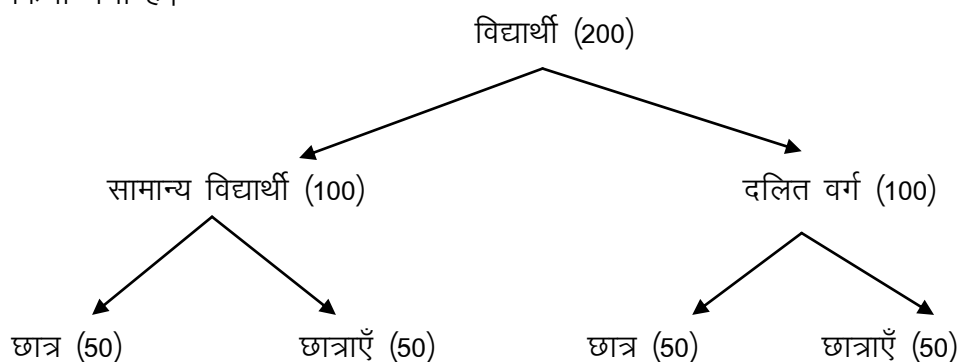 विद्यार्थी (200)
सामान्य विद्यार्थी (100) दलित वर्ग (100)
छात्र (50) छात्राएँ (50) छात्र (50) छात्राएँ (50)